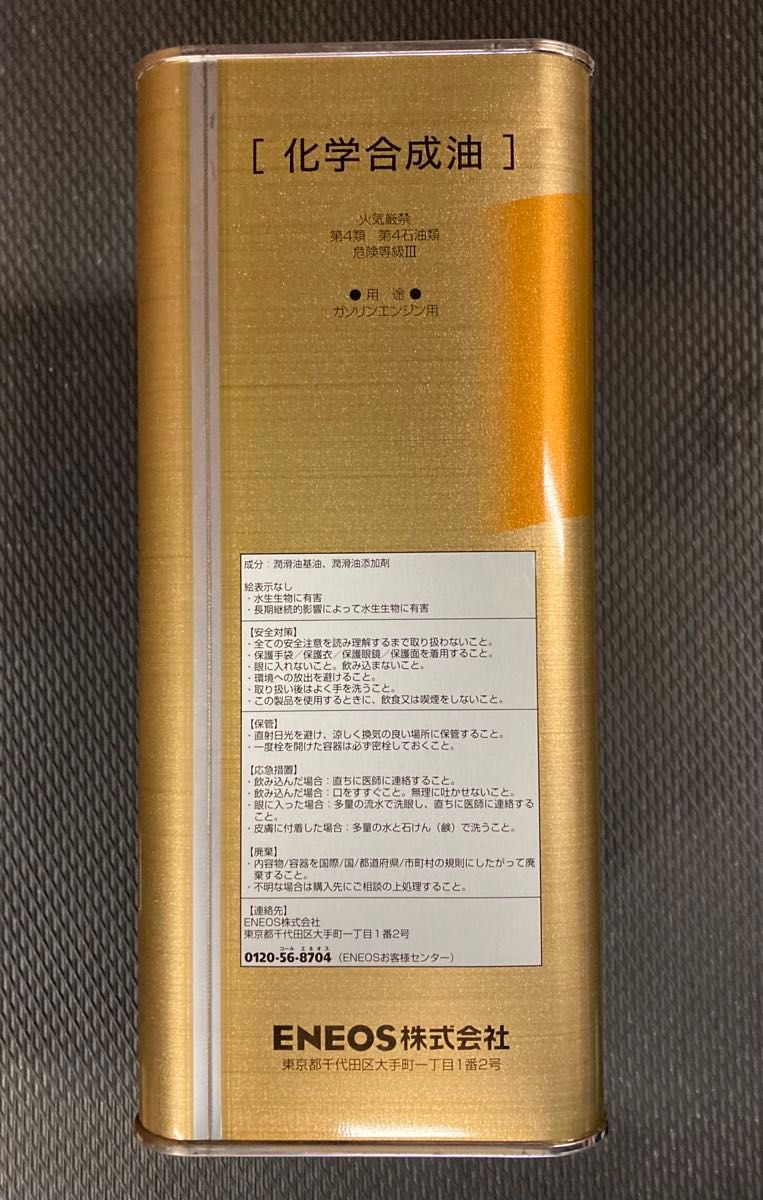 [ 化学合成油 ]
火気厳禁
第4類 第4石油類
危険等級Ⅲ
● 用 途 ●
ガソリンエンジン用
成分：潤滑油基油、潤滑油添加剤
絵表示なし
・水生生物に有害
・長期継続的影響によって水生生物に有害
【安全対策】
・全ての安全注意を読み理解するまで取り扱わないこと。
・保護手袋／保護衣／保護眼鏡／保護面を着用すること。
・眼に入れないこと。飲み込まないこと。
・環境への放出を避けること。
・取り扱い後はよく手を洗うこと。
・この製品を使用するときに、飲食又は喫煙をしないこと。
【保管】
・直射日光を避け、涼しく換気の良い場所に保管すること。
・一度栓を開けた容器は必ず密栓しておくこと。
【応急措置】
・飲み込んだ場合：直ちに医師に連絡すること。
・飲み込んだ場合：口をすすぐこと。無理に吐かせないこと。
・眼に入った場合：多量の流水で洗眼し、直ちに医師に連絡する
こと。
・皮膚に付着した場合：多量の水と石けん（鹸）で洗うこと。
【廃棄】
・内容物/容器を国際/国/都道府県/市町村の規則にしたがって廃
棄すること。
・不明な場合は購入先にご相談の上処理すること。
【連絡先】
ENEOS株式会社
東京都千代田区大手町一丁目1番2号
コール エネオス
0120-56-8704（ENEOSお客様センター）
ENEOS株式会社
東京都千代田区大手町一丁目1番2号